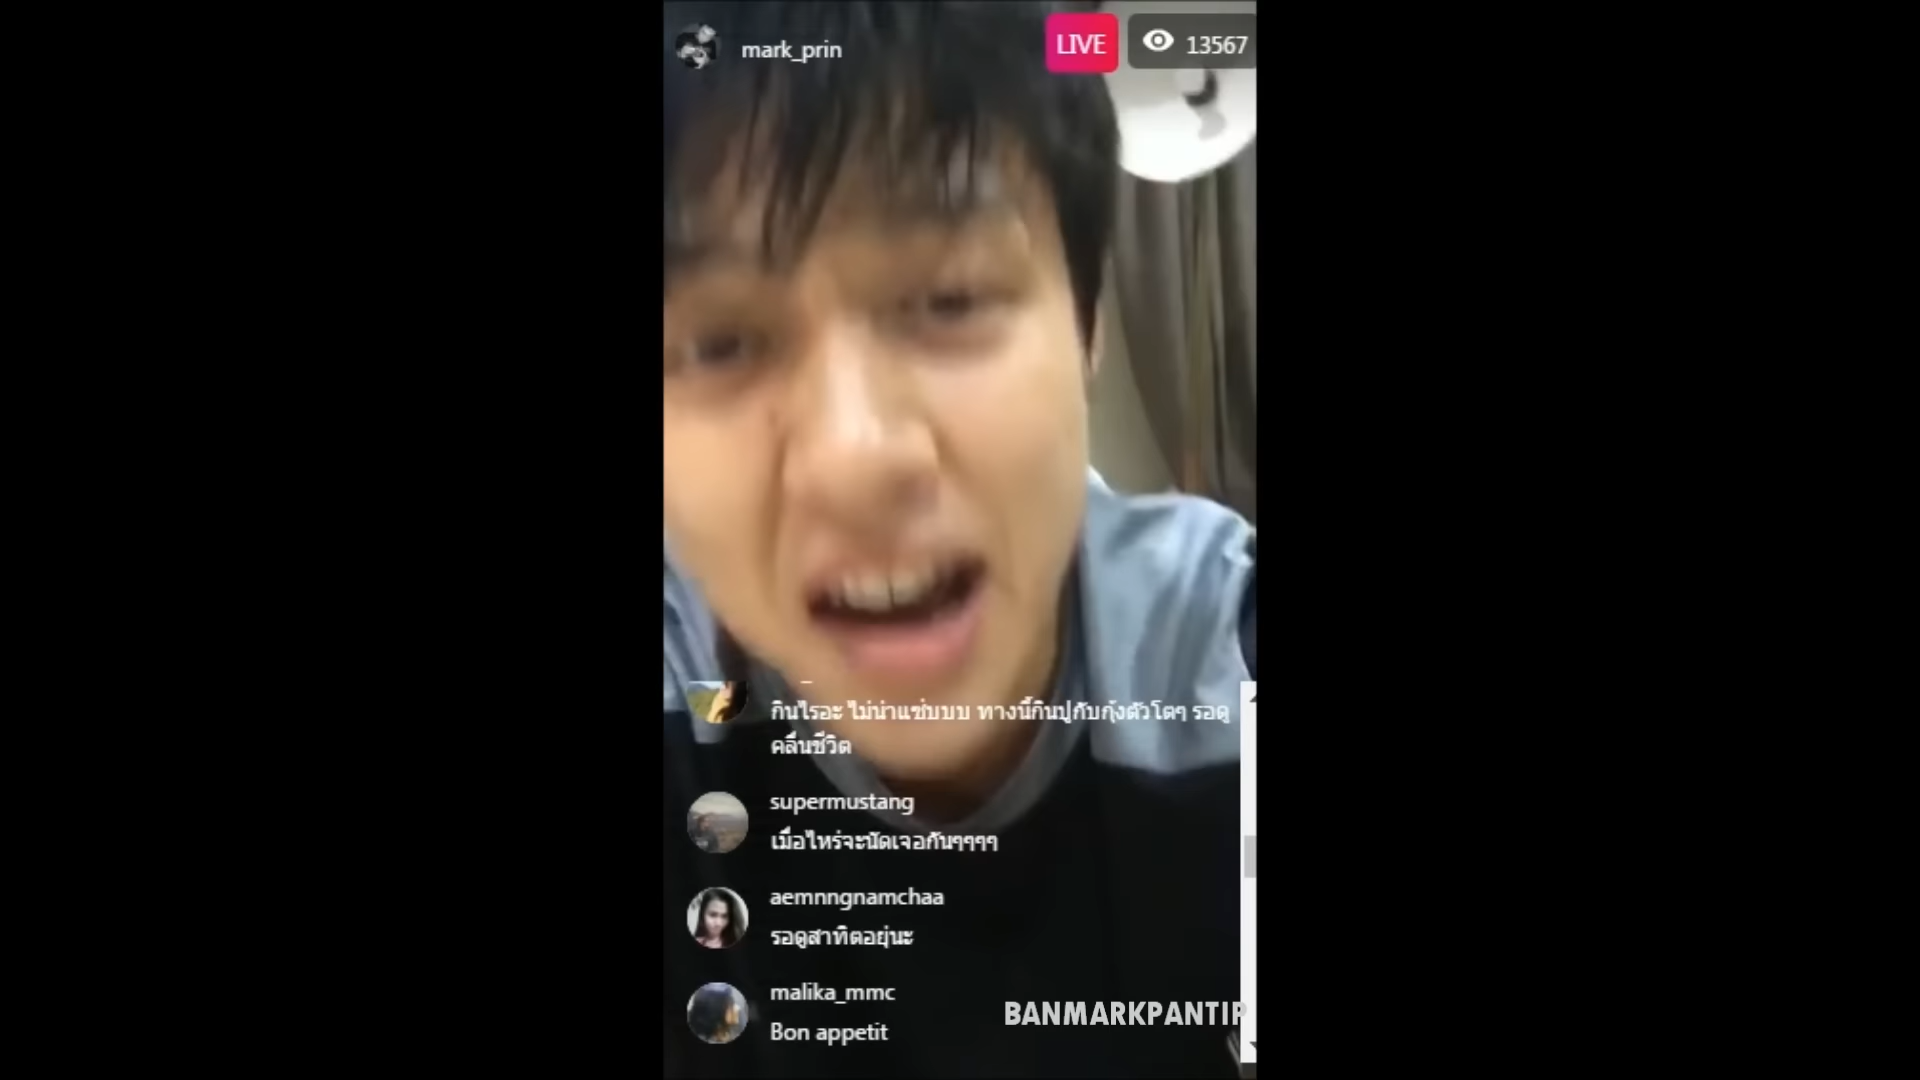 mark_prin
LIVE
13567
กินไรอะ ไม่น่าแซ่บบบ ทางนี้กินปูกับกุ้งตัวโตๆ รอดู
คลื่นชีวิต
supermustang
เมื่อไหร่จะนัดเจอกันๆๆๆๆ
aemnngnamchaa
รอดูสาทิตอยุ่นะ
malika_mmc
Bon appetit
BANMARKPANTIP